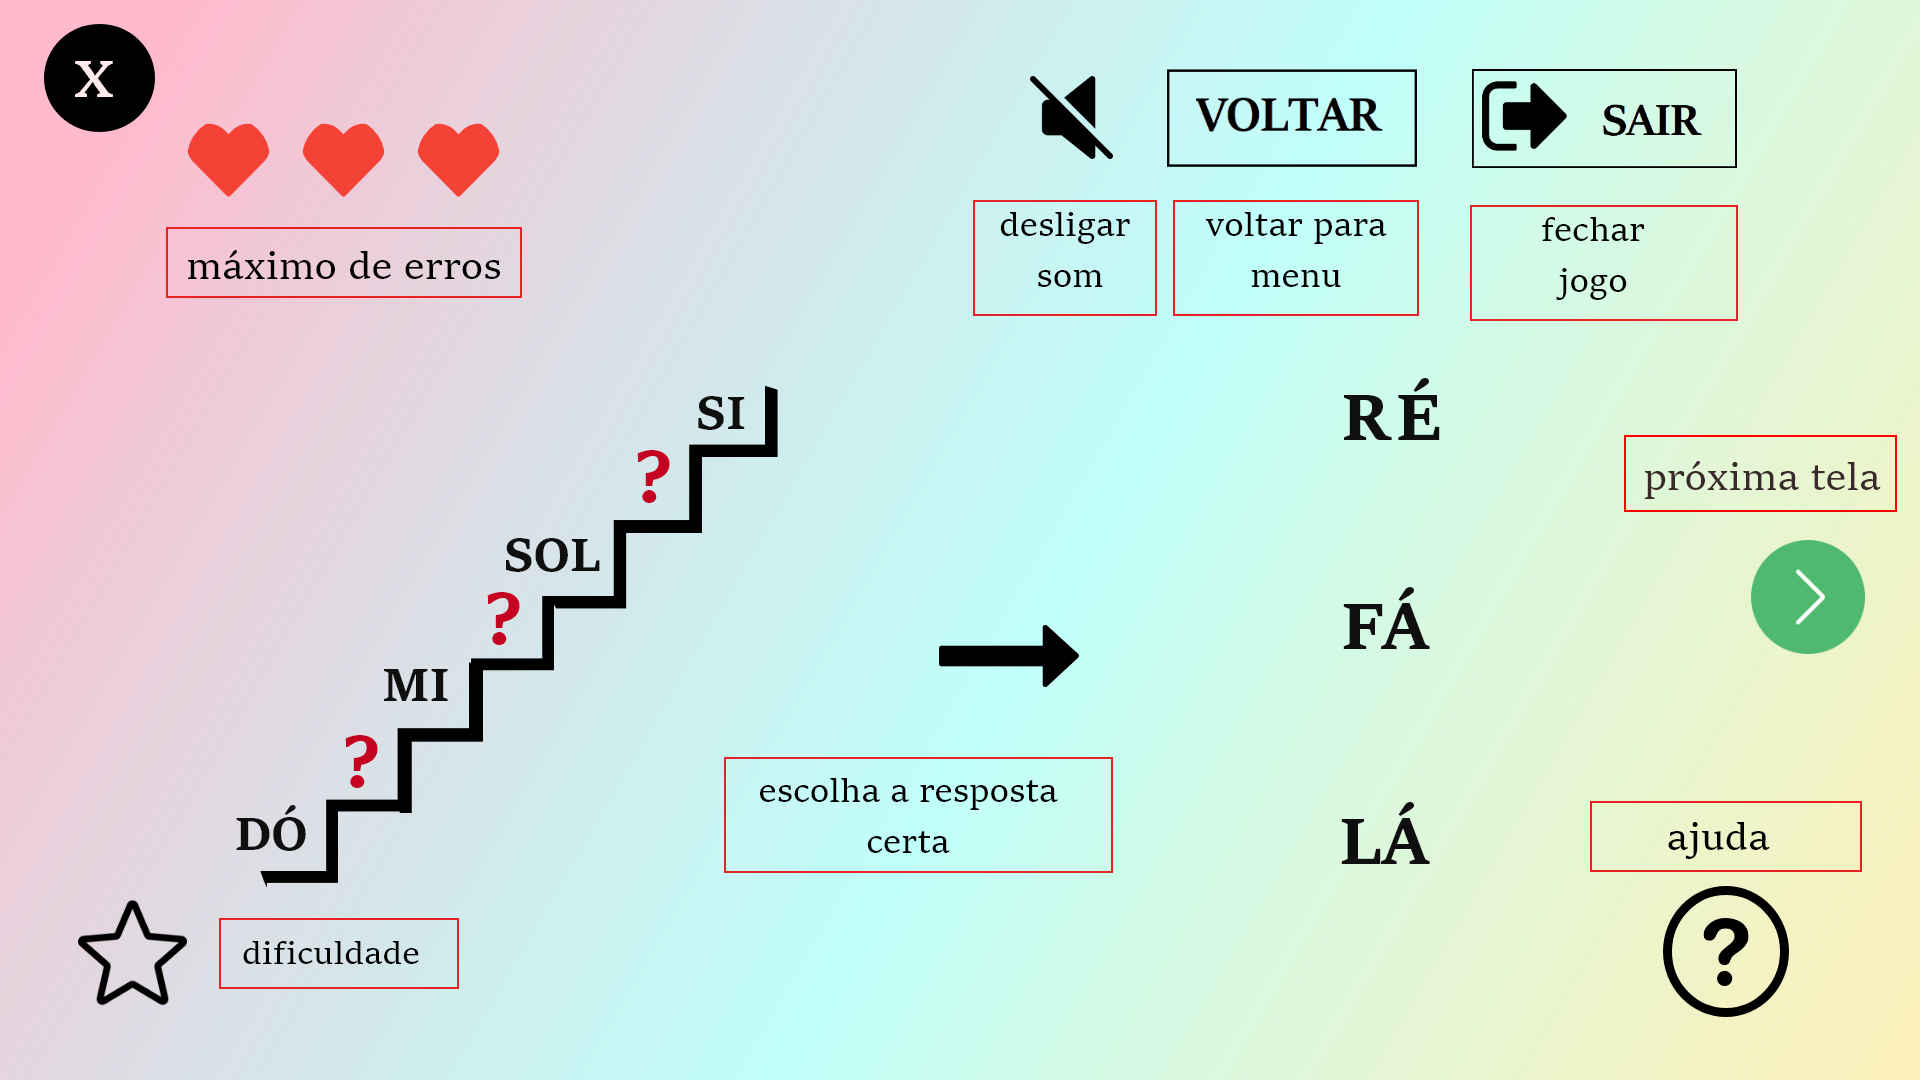 X
VOLTAR
SAIR
máximo de erros
desligar
som
voltar para
menu
fechar
jogo
SI
?
SOL
?
MI
?
DÓ
RÉ
FÁ
LÁ
próxima tela
escolha a resposta
certa
ajuda
?
dificuldade